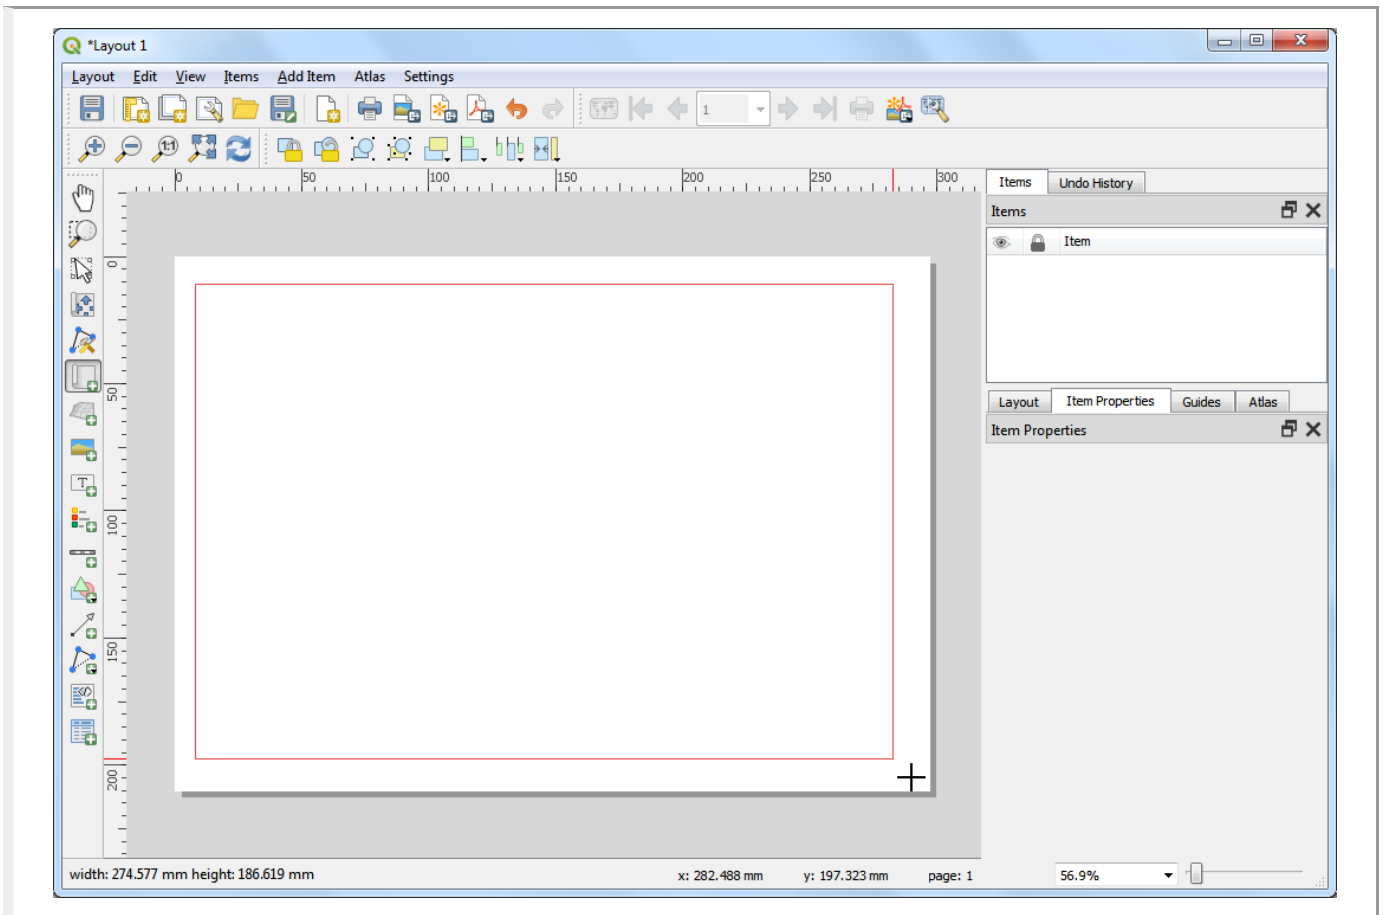 *Layout 1
Layout Edit View Items Add Item Atlas Settings
1
1:1
0 50 100 150 200 250 300
Items Undo History
Items
Item
0
50
100
150
200
Layout Item Properties Guides Atlas
Item Properties
T
width: 274.577 mm height: 186.619 mm x: 282.488 mm y: 197.323 mm page: 1 56.9%